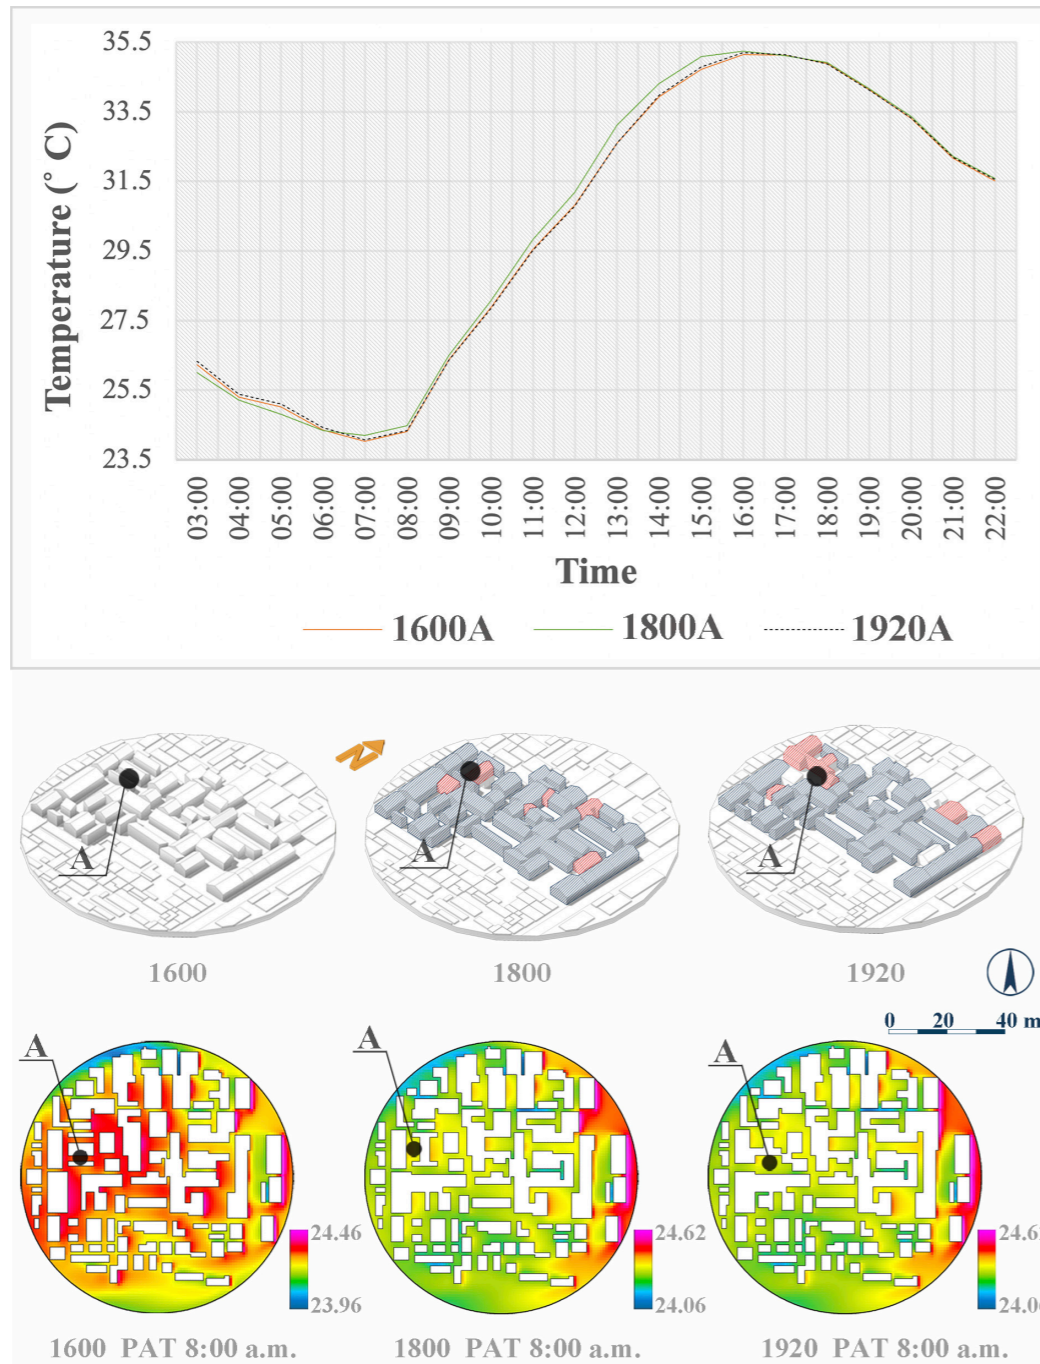 35.5
33.5
31.5
29.5
27.5
25.5
23.5
Temperature (° C)
03:00 04:00 05:00 06:00 07:00 08:00 09:00 10:00 11:00 12:00 13:00 14:00 15:00 16:00 17:00 18:00 19:00 20:00 21:00 22:00
Time
1600A 1800A 1920A
N
A A A
1600 1800 1920
0 20 40 m
A A A
24.46 24.62 24.62
23.96 24.06 24.06
1600 PAT 8:00 a.m. 1800 PAT 8:00 a.m. 1920 PAT 8:00 a.m.